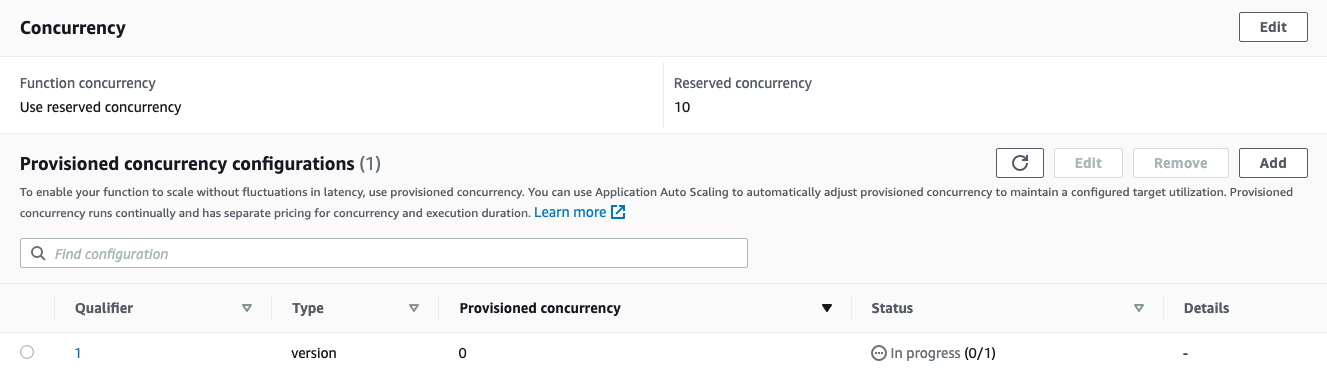 Concurrency
Edit
Function concurrency
Reserved concurrency
Use reserved concurrency
10
Provisioned concurrency configurations (1)
Edit
Remove
Add
To enable your function to scale without fluctuations in latency, use provisioned concurrency. You can use Application Auto Scaling to automatically adjust provisioned concurrency to maintain a configured target utilization. Provisioned
concurrency runs continually and has separate pricing for concurrency and execution duration. Learn more
Find configuration
Qualifier Type Provisioned concurrency Status Details
1 version 0 In progress (0/1) -